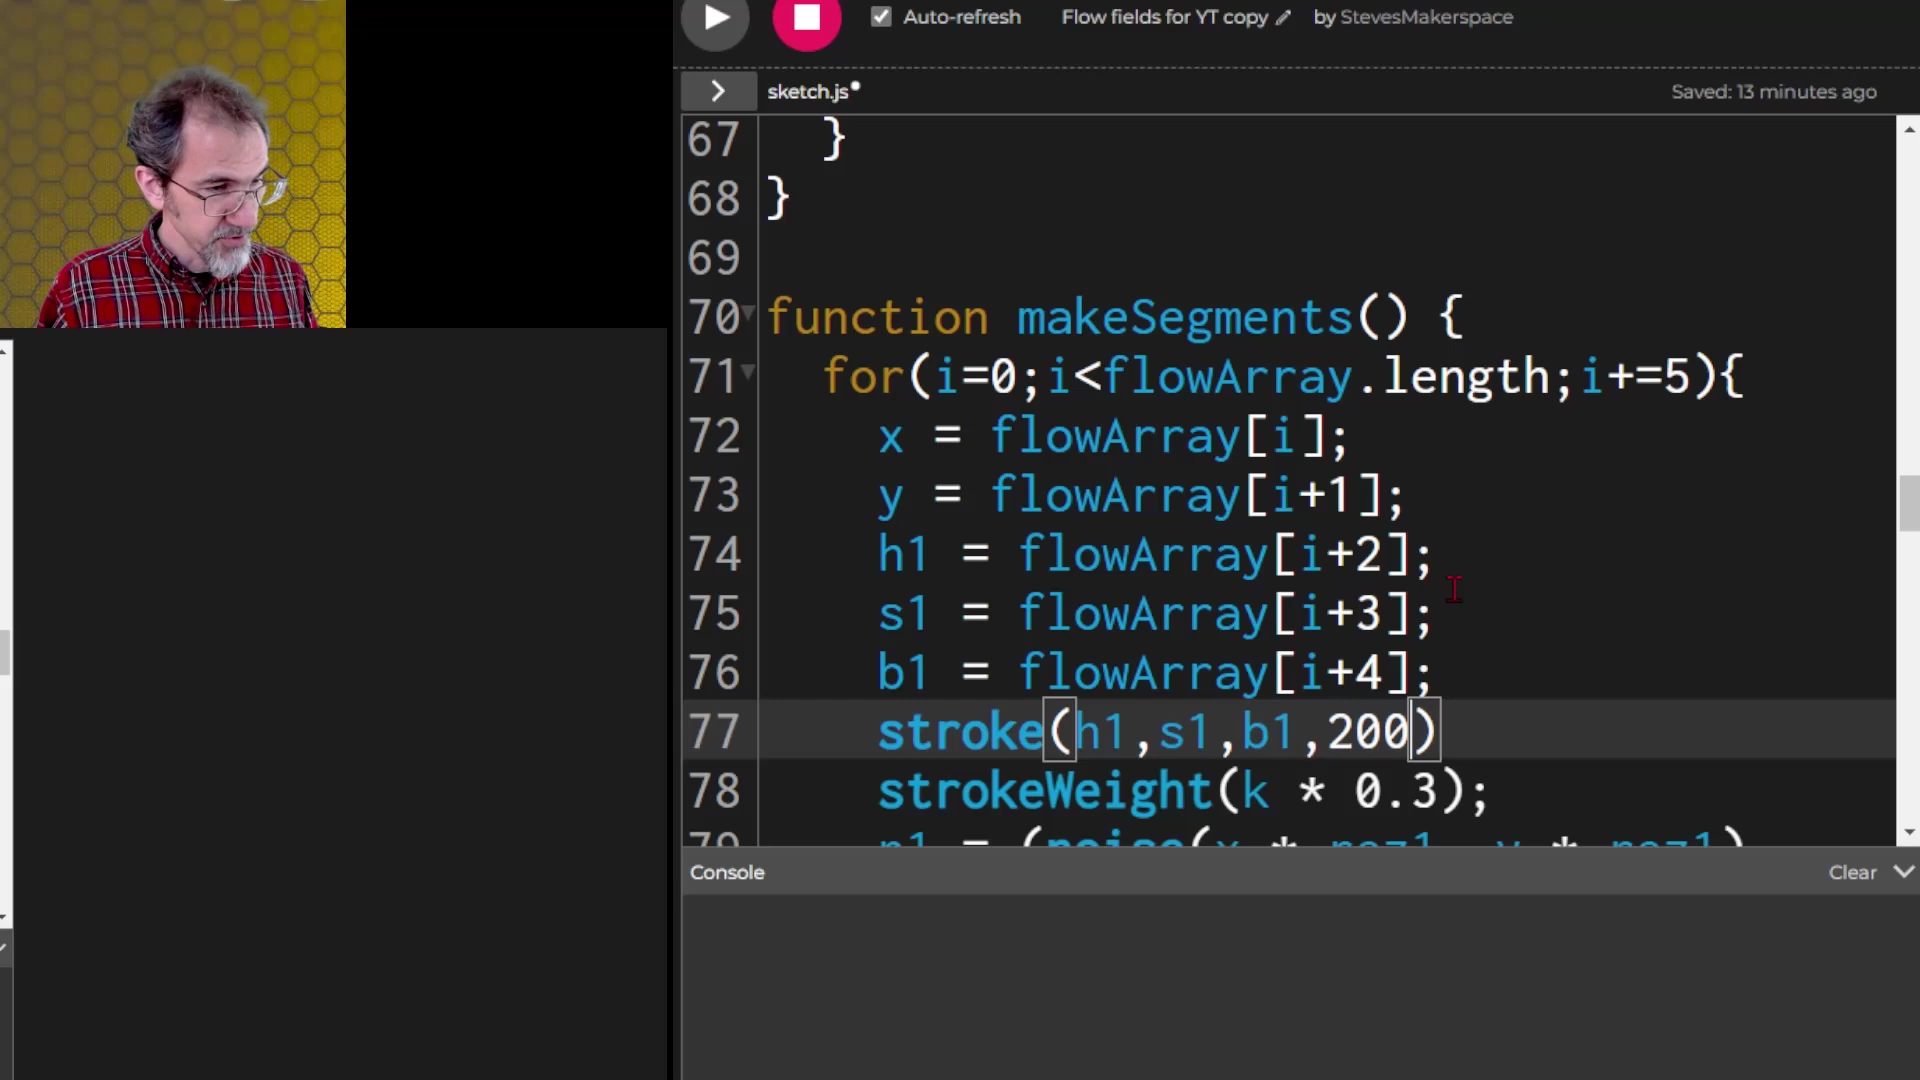 Auto-refresh Flow fields for YT copy by StevesMakerspace
sketch.js Saved: 13 minutes ago
67 }
68 }
69
70 function makeSegments() {
71 for(i=0;i<flowArray.length;i+=5){
72 x = flowArray[i];
73 y = flowArray[i+1];
74 h1 = flowArray[i+2];
75 s1 = flowArray[i+3];
76 b1 = flowArray[i+4];
77 stroke(h1,s1,b1,200)
78 strokeWeight(k * 0.3);
Console Clear